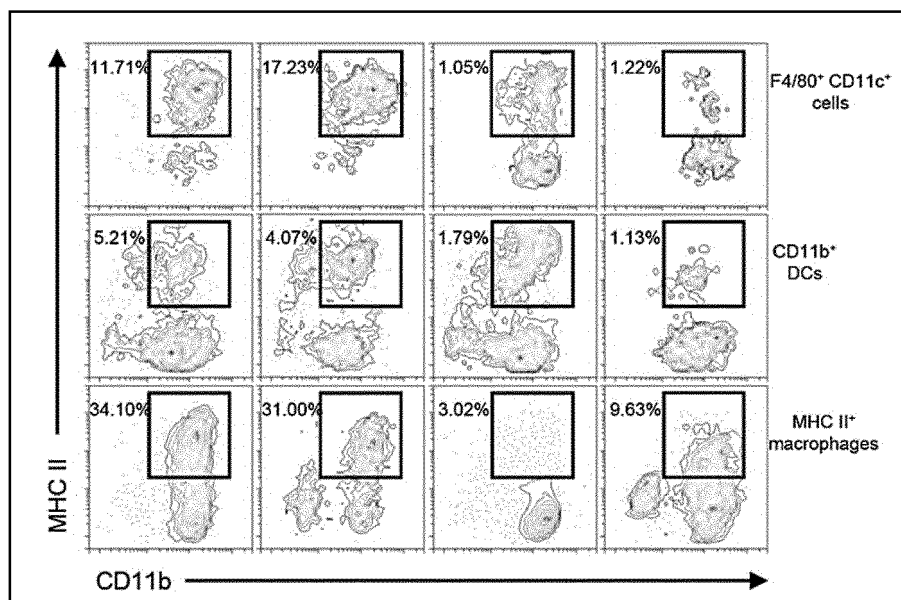 11.71% 17.23% 1.05% 1.22%
F4/80⁺ CD11c⁺
cells
5.21% 4.07% 1.79% 1.13%
CD11b⁺
DCs
34.10% 31.00% 3.02% 9.63%
MHC II⁺
macrophages
MHC II
CD11b